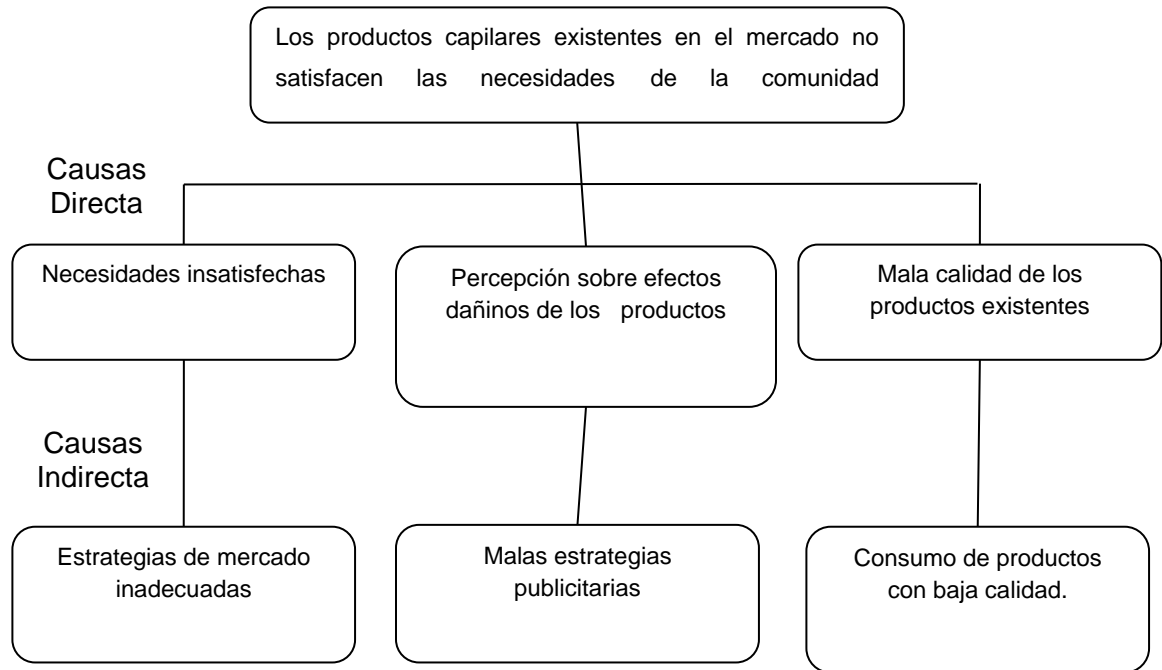 Los productos capilares existentes en el mercado no
satisfacen las necesidades de la comunidad
Causas
Directa
Necesidades insatisfechas
Percepción sobre efectos
dañinos de los productos
Mala calidad de los
productos existentes
Causas
Indirecta
Estrategias de mercado
inadecuadas
Malas estrategias
publicitarias
Consumo de productos
con baja calidad.